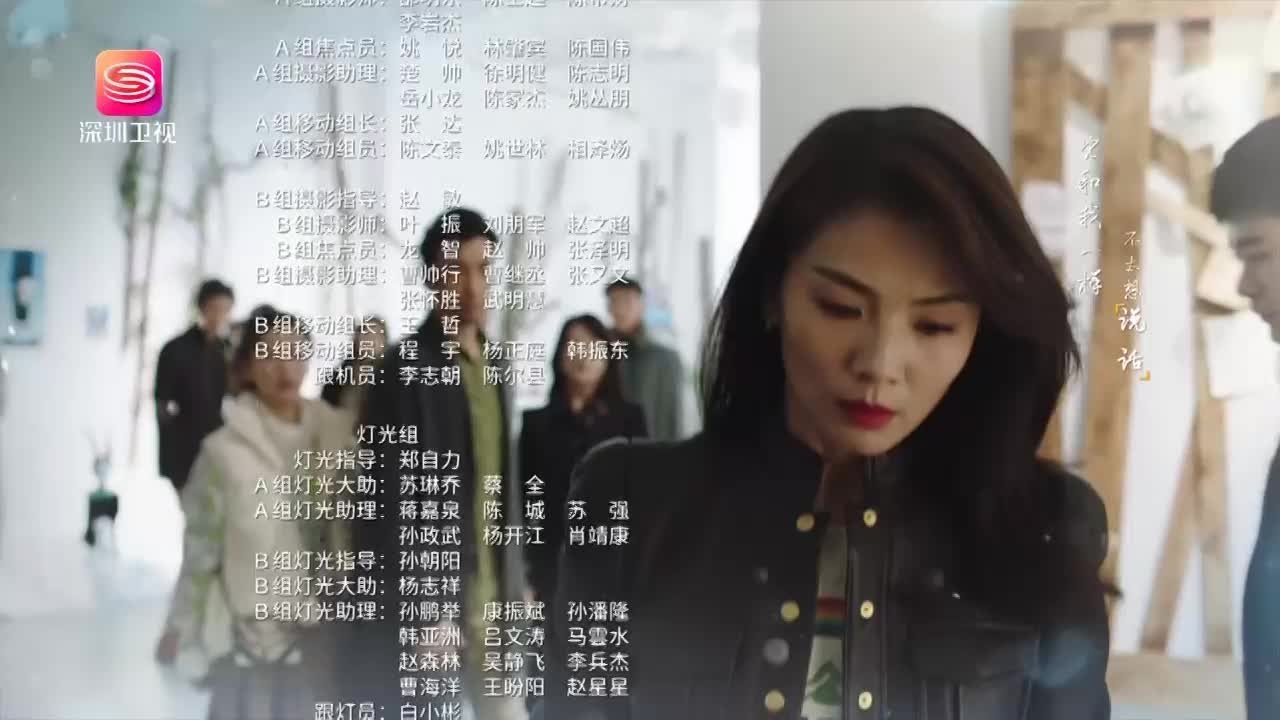 李岩杰
A组焦点员：姚 悦 林肇宾 陈国伟
A组摄影助理：楚 帅 徐明健 陈志明
岳小龙 陈家杰 姚丛朋
A组移动组长：张 达
A组移动组员：陈文泰 姚世林 相泽炀
B组摄影指导：赵 敏
B组摄影师：叶 振 刘朋军 赵文超
B组焦点员：龙 智 赵 帅 张泽明
B组摄影助理：曹帅行 曹继丞 张又文
张怀胜 武明慧
B组移动组长：王 哲
B组移动组员：程 宇 杨正庭 韩振东
跟机员：李志朝 陈尔县
灯光组
灯光指导：郑自力
A组灯光大助：苏琳乔 蔡 全
A组灯光助理：蒋嘉泉 陈 城 苏 强
孙政武 杨开江 肖靖康
B组灯光指导：孙朝阳
B组灯光大助：杨志祥
B组灯光助理：孙鹏举 康振斌 孙潘隆
韩亚洲 吕文涛 马雲水
赵森林 吴静飞 李兵杰
曹海洋 王吩阳 赵星星
跟灯员：白小彬
深圳卫视
它和我一样
不去想说话